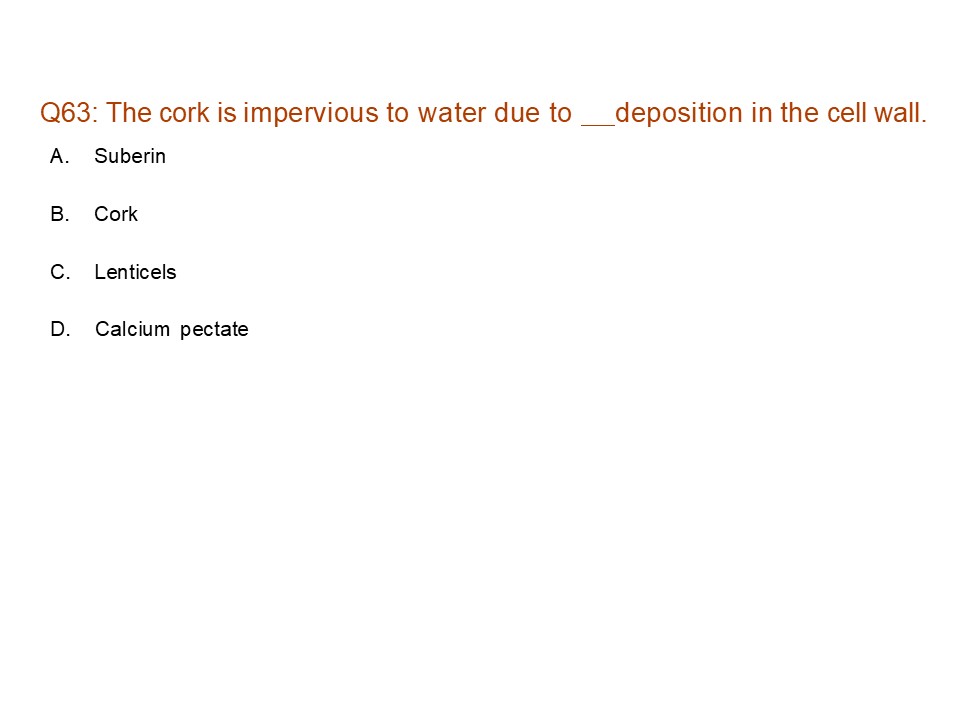 Q63: The cork is impervious to water due to __deposition in the cell wall.
A. Suberin
B. Cork
C. Lenticels
D. Calcium pectate